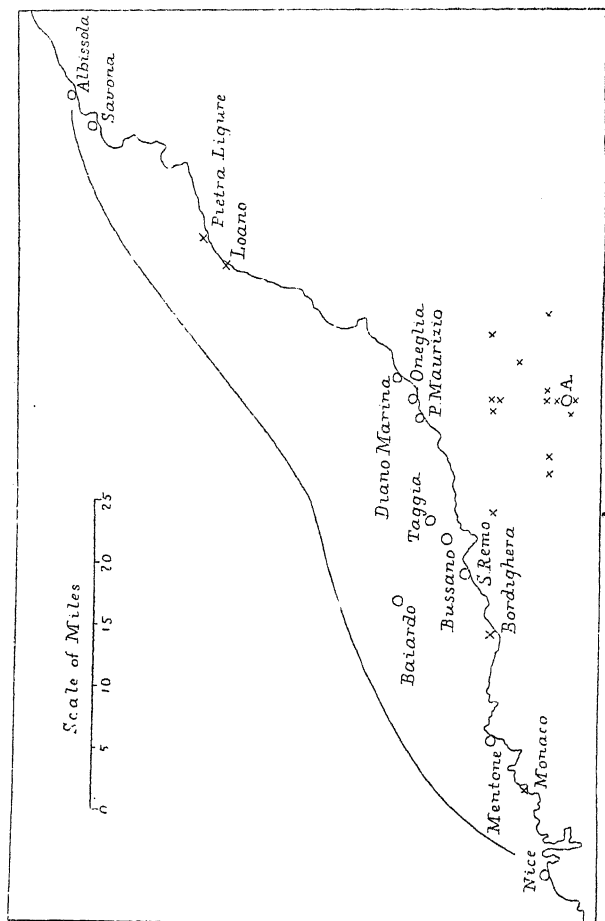 Scale of Miles
0 5 10 15 20 25
Albissola
Savona
Pietra Ligure
Loano
Diano Marina
Oneglia
P. Maurizio
Taggia
Bussano
S. Remo
Baiardo
Bordighera
Mentone
Monaco
Nice
A.